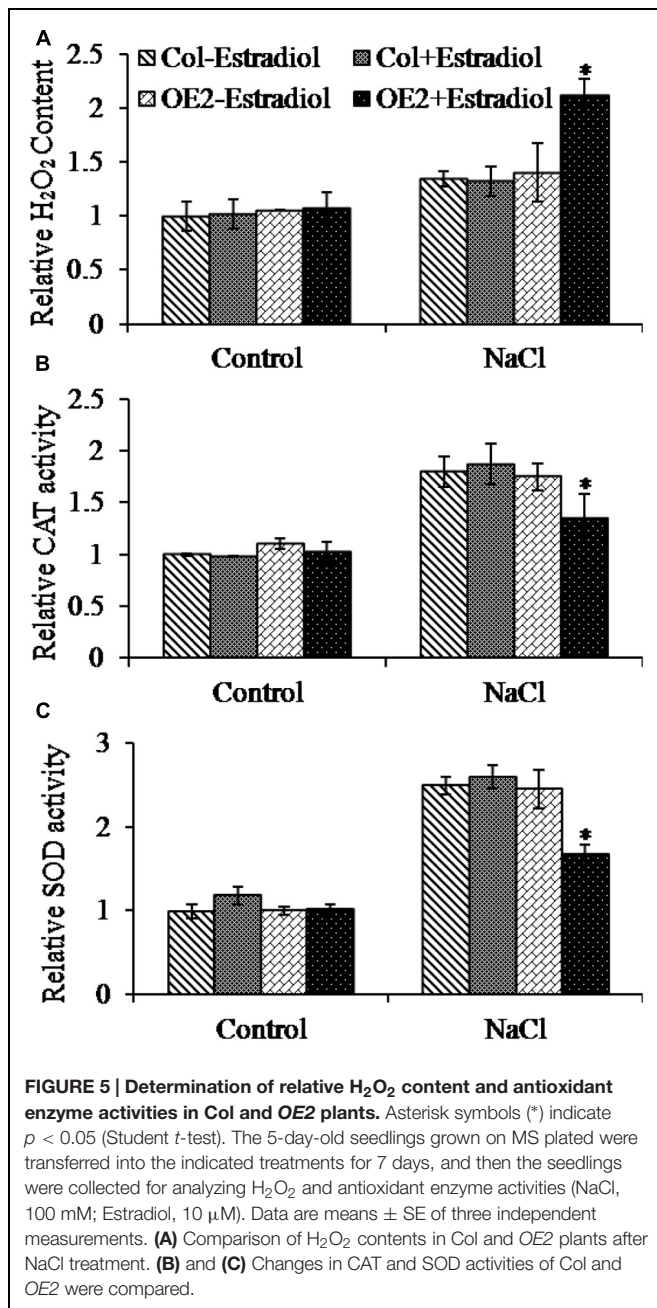 A
Relative H₂O₂ Content
2.5
2
1.5
1
0.5
0
Col-Estradiol
Col+Estradiol
OE2-Estradiol
OE2+Estradiol
*
Control
NaCl
B
Relative CAT activity
2.5
2
1.5
1
0.5
0
*
Control
NaCl
C
Relative SOD activity
3
2
1
0
*
Control
NaCl
FIGURE 5 | Determination of relative H₂O₂ content and antioxidant
enzyme activities in Col and OE2 plants. Asterisk symbols (*) indicate
p < 0.05 (Student t-test). The 5-day-old seedlings grown on MS plated were
transferred into the indicated treatments for 7 days, and then the seedlings
were collected for analyzing H₂O₂ and antioxidant enzyme activities (NaCl,
100 mM; Estradiol, 10 μM). Data are means ± SE of three independent
measurements. (A) Comparison of H₂O₂ contents in Col and OE2 plants after
NaCl treatment. (B) and (C) Changes in CAT and SOD activities of Col and
OE2 were compared.